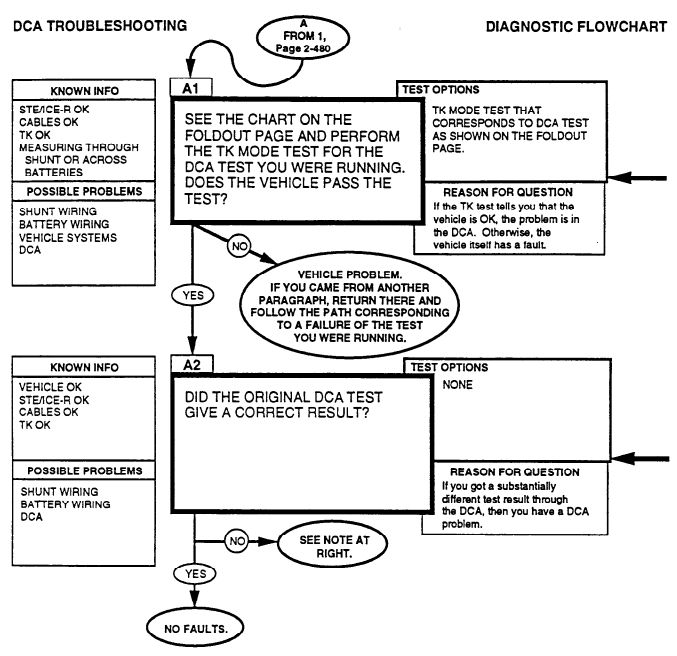 DCA TROUBLESHOOTING
DIAGNOSTIC FLOWCHART
A
FROM 1,
Page 2-480
KNOWN INFO
STE/ICE-R OK
CABLES OK
TK OK
MEASURING THROUGH
SHUNT OR ACROSS
BATTERIES
POSSIBLE PROBLEMS
SHUNT WIRING
BATTERY WIRING
VEHICLE SYSTEMS
DCA
A1
SEE THE CHART ON THE
FOLDOUT PAGE AND PERFORM
THE TK MODE TEST FOR THE
DCA TEST YOU WERE RUNNING.
DOES THE VEHICLE PASS THE
TEST?
TEST OPTIONS
TK MODE TEST THAT
CORRESPONDS TO DCA TEST
AS SHOWN ON THE FOLDOUT
PAGE.
REASON FOR QUESTION
If the TK test tells you that the
vehicle is OK, the problem is in
the DCA. Otherwise, the
vehicle itself has a fault.
NO
VEHICLE PROBLEM.
IF YOU CAME FROM ANOTHER
PARAGRAPH, RETURN THERE AND
FOLLOW THE PATH CORRESPONDING
TO A FAILURE OF THE TEST
YOU WERE RUNNING.
YES
KNOWN INFO
VEHICLE OK
STE/ICE-R OK
CABLES OK
TK OK
POSSIBLE PROBLEMS
SHUNT WIRING
BATTERY WIRING
DCA
A2
DID THE ORIGINAL DCA TEST
GIVE A CORRECT RESULT?
TEST OPTIONS
NONE
REASON FOR QUESTION
If you got a substantially
different test result through
the DCA, then you have a DCA
problem.
NO
SEE NOTE AT
RIGHT.
YES
NO FAULTS.